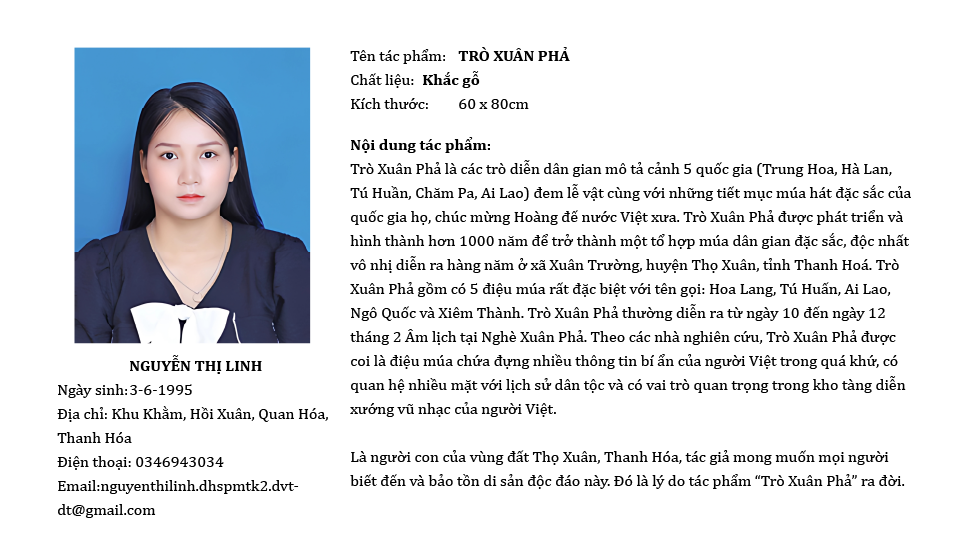 NGUYỄN THỊ LINH
Ngày sinh:3-6-1995
Địa chỉ: Khu Khằm, Hồi Xuân, Quan Hóa,
Thanh Hóa
Điện thoại: 0346943034
Email:nguyenthilinh.dhspmtk2.dvt-
dt@gmail.com
Tên tác phẩm: TRÒ XUÂN PHẢ
Chất liệu: Khắc gỗ
Kích thước: 60 x 80cm
Nội dung tác phẩm:
Trò Xuân Phả là các trò diễn dân gian mô tả cảnh 5 quốc gia (Trung Hoa, Hà Lan,
Tú Huần, Chăm Pa, Ai Lao) đem lễ vật cùng với những tiết mục múa hát đặc sắc của
quốc gia họ, chúc mừng Hoàng đế nước Việt xưa. Trò Xuân Phả được phát triển và
hình thành hơn 1000 năm để trở thành một tổ hợp múa dân gian đặc sắc, độc nhất
vô nhị diễn ra hàng năm ở xã Xuân Trường, huyện Thọ Xuân, tỉnh Thanh Hoá. Trò
Xuân Phả gồm có 5 điệu múa rất đặc biệt với tên gọi: Hoa Lang, Tú Huấn, Ai Lao,
Ngô Quốc và Xiêm Thành. Trò Xuân Phả thường diễn ra từ ngày 10 đến ngày 12
tháng 2 Âm lịch tại Nghè Xuân Phả. Theo các nhà nghiên cứu, Trò Xuân Phả được
coi là điệu múa chứa đựng nhiều thông tin bí ẩn của người Việt trong quá khứ, có
quan hệ nhiều mặt với lịch sử dân tộc và có vai trò quan trọng trong kho tàng diễn
xướng vũ nhạc của người Việt.
Là người con của vùng đất Thọ Xuân, Thanh Hóa, tác giả mong muốn mọi người
biết đến và bảo tồn di sản độc đáo này. Đó là lý do tác phẩm “Trò Xuân Phả” ra đời.